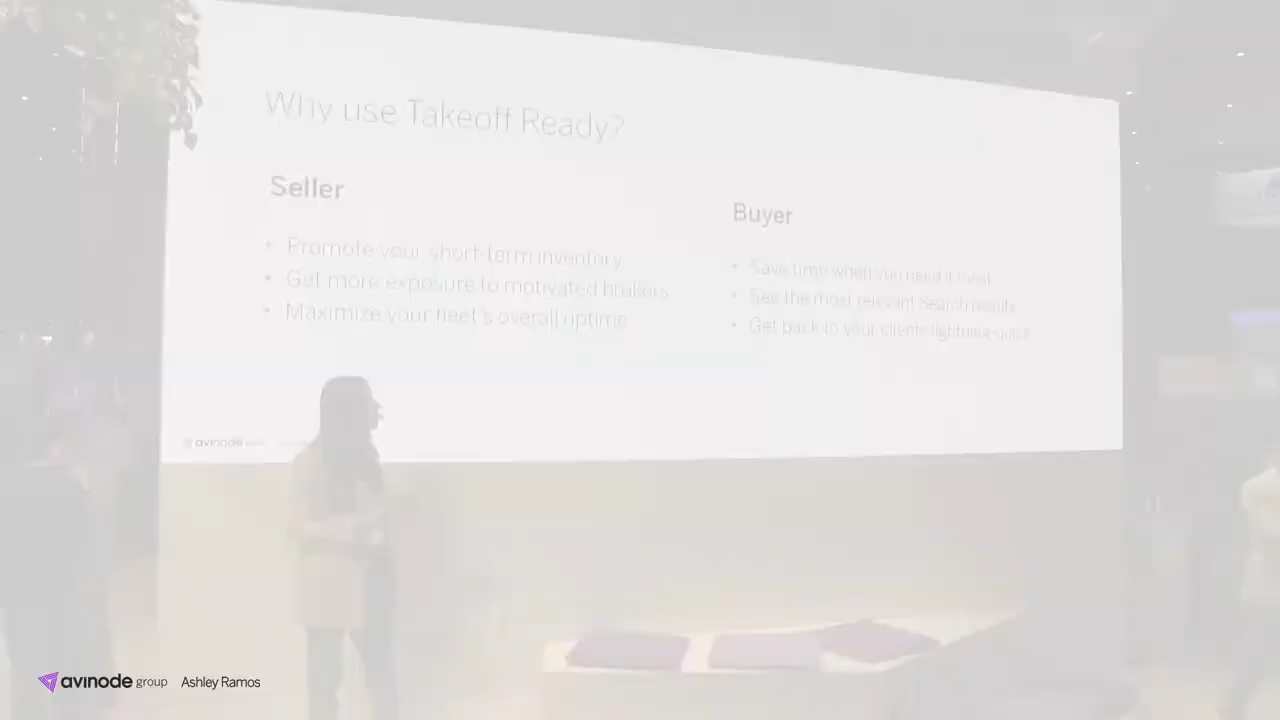 Why use Takeoff Ready?
Seller
• Promote your short-term inventory
• Get more exposure to motivated brokers
• Maximize your fleet's overall uptime
Buyer
• Save time when you need it most
• See the most relevant Search results
• Get back to your clients lightning-quick
avinode
avinode group Ashley Ramos